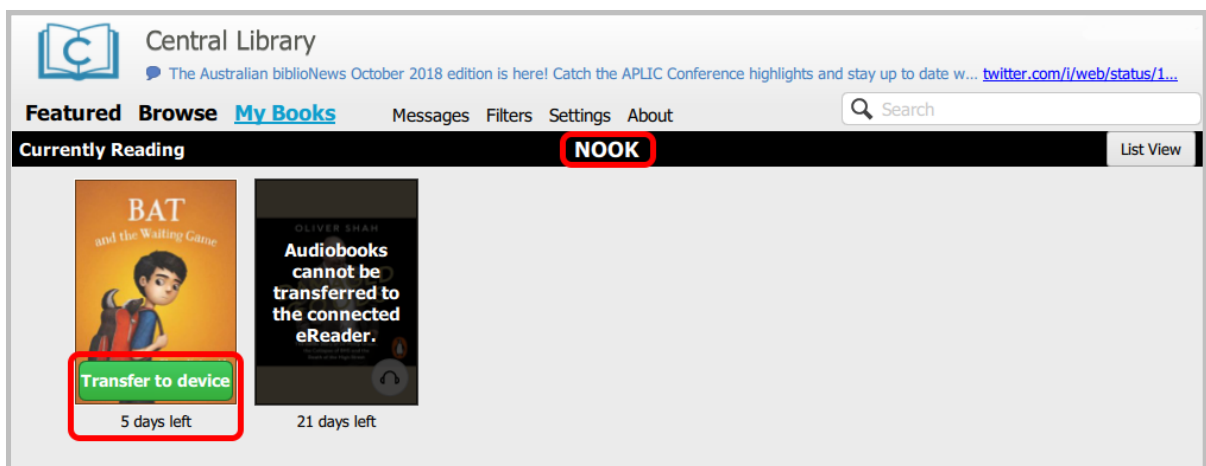 C
Central Library
The Australian biblioNews October 2018 edition is here! Catch the APLIC Conference highlights and stay up to date w... twitter.com/i/web/status/1...
Featured Browse My Books Messages Filters Settings About Search
Currently Reading NOOK List View
BAT
and the Waiting Game
Transfer to device
5 days left
OLIVER SHAH
Audiobooks
cannot be
transferred to
the connected
eReader.
21 days left